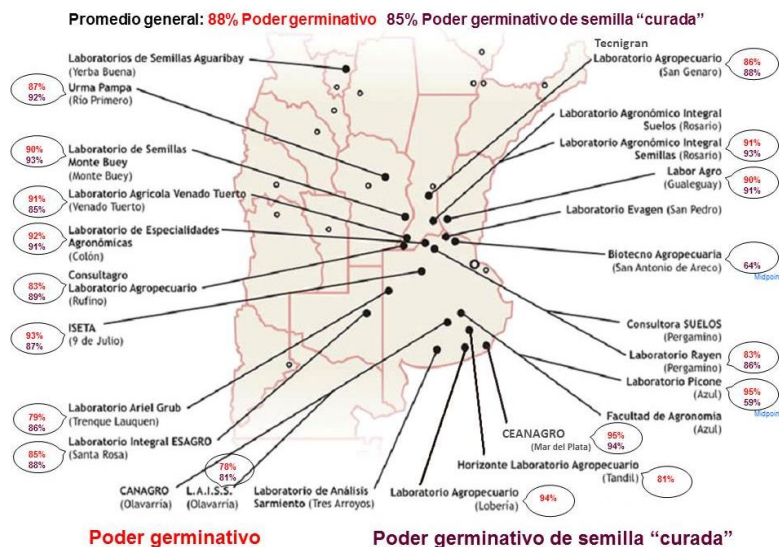 Promedio general: 88% Poder germinativo 85% Poder germinativo de semilla “curada”
Laboratorios de Semillas Aguaribay
(Yerba Buena)
87%
92%
Urma Pampa
(Río Primero)
90%
93%
Laboratorio de Semillas
Monte Buey
(Monte Buey)
91%
85%
Laboratorio Agrícola Venado Tuerto
(Venado Tuerto)
92%
91%
Laboratorio de Especialidades
Agronómicas
(Colón)
83%
89%
Consultagro
Laboratorio Agropecuario
(Rufino)
93%
87%
ISETA
(9 de Julio)
79%
86%
Laboratorio Ariel Grub
(Trenque Lauquen)
85%
88%
Laboratorio Integral ESAGRO
(Santa Rosa)
CANAGRO
(Olavarría)
78%
81%
L.A.I.S.S.
(Olavarría)
Laboratorio de Análisis
Sarmiento (Tres Arroyos)
Laboratorio Agropecuario
(Lobería)
94%
Horizonte Laboratorio Agropecuario
(Tandil)
81%
CEANAGRO
(Mar del Plata)
95%
94%
Tecnigran
Laboratorio Agropecuario
(San Genaro)
86%
88%
Laboratorio Agronómico Integral
Suelos (Rosario)
Laboratorio Agronómico Integral
Semillas (Rosario)
91%
93%
Labor Agro
(Gualeguay)
90%
91%
Laboratorio Evagen (San Pedro)
Biotecno Agropecuaria
(San Antonio de Areco)
64%
Midpoin
Consultora SUELOS
(Pergamino)
Laboratorio Rayen
(Pergamino)
83%
86%
Laboratorio Picone
(Azul)
95%
59%
Midpoin
Facultad de Agronomía
(Azul)
Poder germinativo
Poder germinativo de semilla “curada”